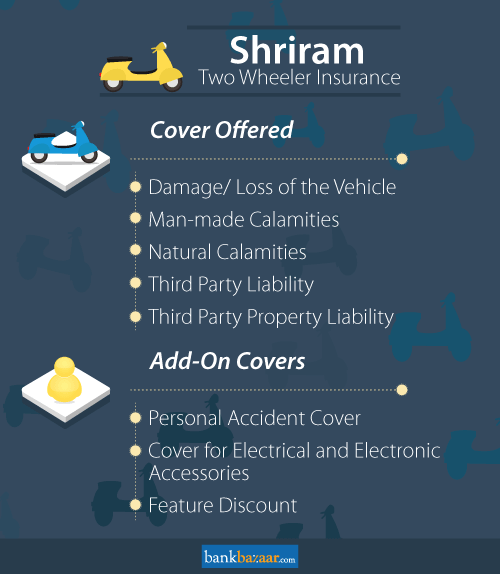 Shriram
Two Wheeler Insurance
Cover Offered
Damage/ Loss of the Vehicle
Man-made Calamities
Natural Calamities
Third Party Liability
Third Party Property Liability
Add-On Covers
Personal Accident Cover
Cover for Electrical and Electronic
Accessories
Feature Discount
bankbazaar.com